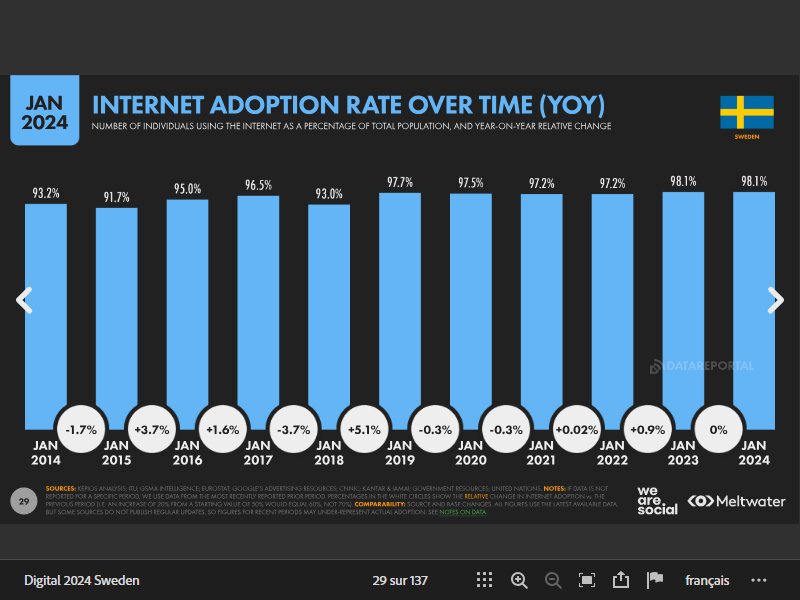 JAN
2024
INTERNET ADOPTION RATE OVER TIME (YOY)
NUMBER OF INDIVIDUALS USING THE INTERNET AS A PERCENTAGE OF TOTAL POPULATION, AND YEAR-ON-YEAR RELATIVE CHANGE
SWEDEN
93.2% 91.7% 95.0% 96.5% 93.0% 97.7% 97.5% 97.2% 97.2% 98.1% 98.1%
DATAREPORTAL
-1.7% +3.7% +1.6% -3.7% +5.1% -0.3% -0.3% +0.02% +0.9% 0%
JAN JAN JAN JAN JAN JAN JAN JAN JAN JAN JAN
2014 2015 2016 2017 2018 2019 2020 2021 2022 2023 2024
29
SOURCES: KEPIOS ANALYSIS; ITU; GSMA INTELLIGENCE; EUROSTAT; GOOGLE'S ADVERTISING RESOURCES; CNNIC; KANTAR & IAMAI; GOVERNMENT RESOURCES; UNITED NATIONS. NOTES: IF DATA IS NOT
REPORTED FOR A SPECIFIC PERIOD, WE USE DATA FROM THE MOST RECENTLY REPORTED PRIOR PERIOD. PERCENTAGES IN THE WHITE CIRCLES SHOW THE RELATIVE CHANGE IN INTERNET ADOPTION vs. THE
PREVIOUS PERIOD (I.E. AN INCREASE OF 20% FROM A STARTING VALUE OF 50% WOULD EQUAL 60%, NOT 70%). COMPARABILITY: SOURCE AND BASE CHANGES. ALL FIGURES USE THE LATEST AVAILABLE DATA,
BUT SOME SOURCES DO NOT PUBLISH REGULAR UPDATES, SO FIGURES FOR RECENT PERIODS MAY UNDER-REPRESENT ACTUAL ADOPTION. SEE NOTES ON DATA.
we
are.
social
Meltwater
Digital 2024 Sweden
29 sur 137
français